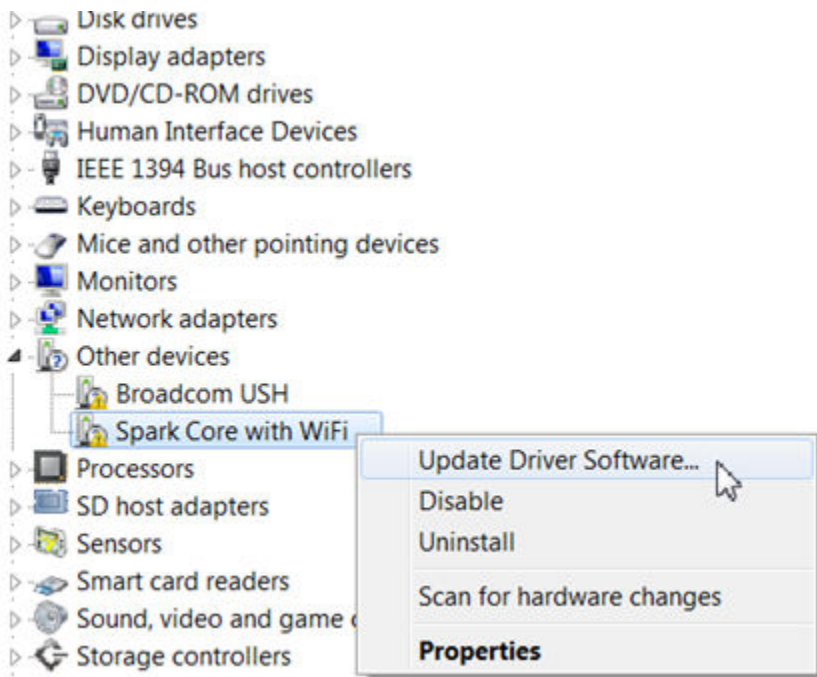 Disk drives
Display adapters
DVD/CD-ROM drives
Human Interface Devices
IEEE 1394 Bus host controllers
Keyboards
Mice and other pointing devices
Monitors
Network adapters
Other devices
Broadcom USH
Spark Core with WiFi
Processors
SD host adapters
Sensors
Smart card readers
Sound, video and game
Storage controllers
Update Driver Software...
Disable
Uninstall
Scan for hardware changes
Properties